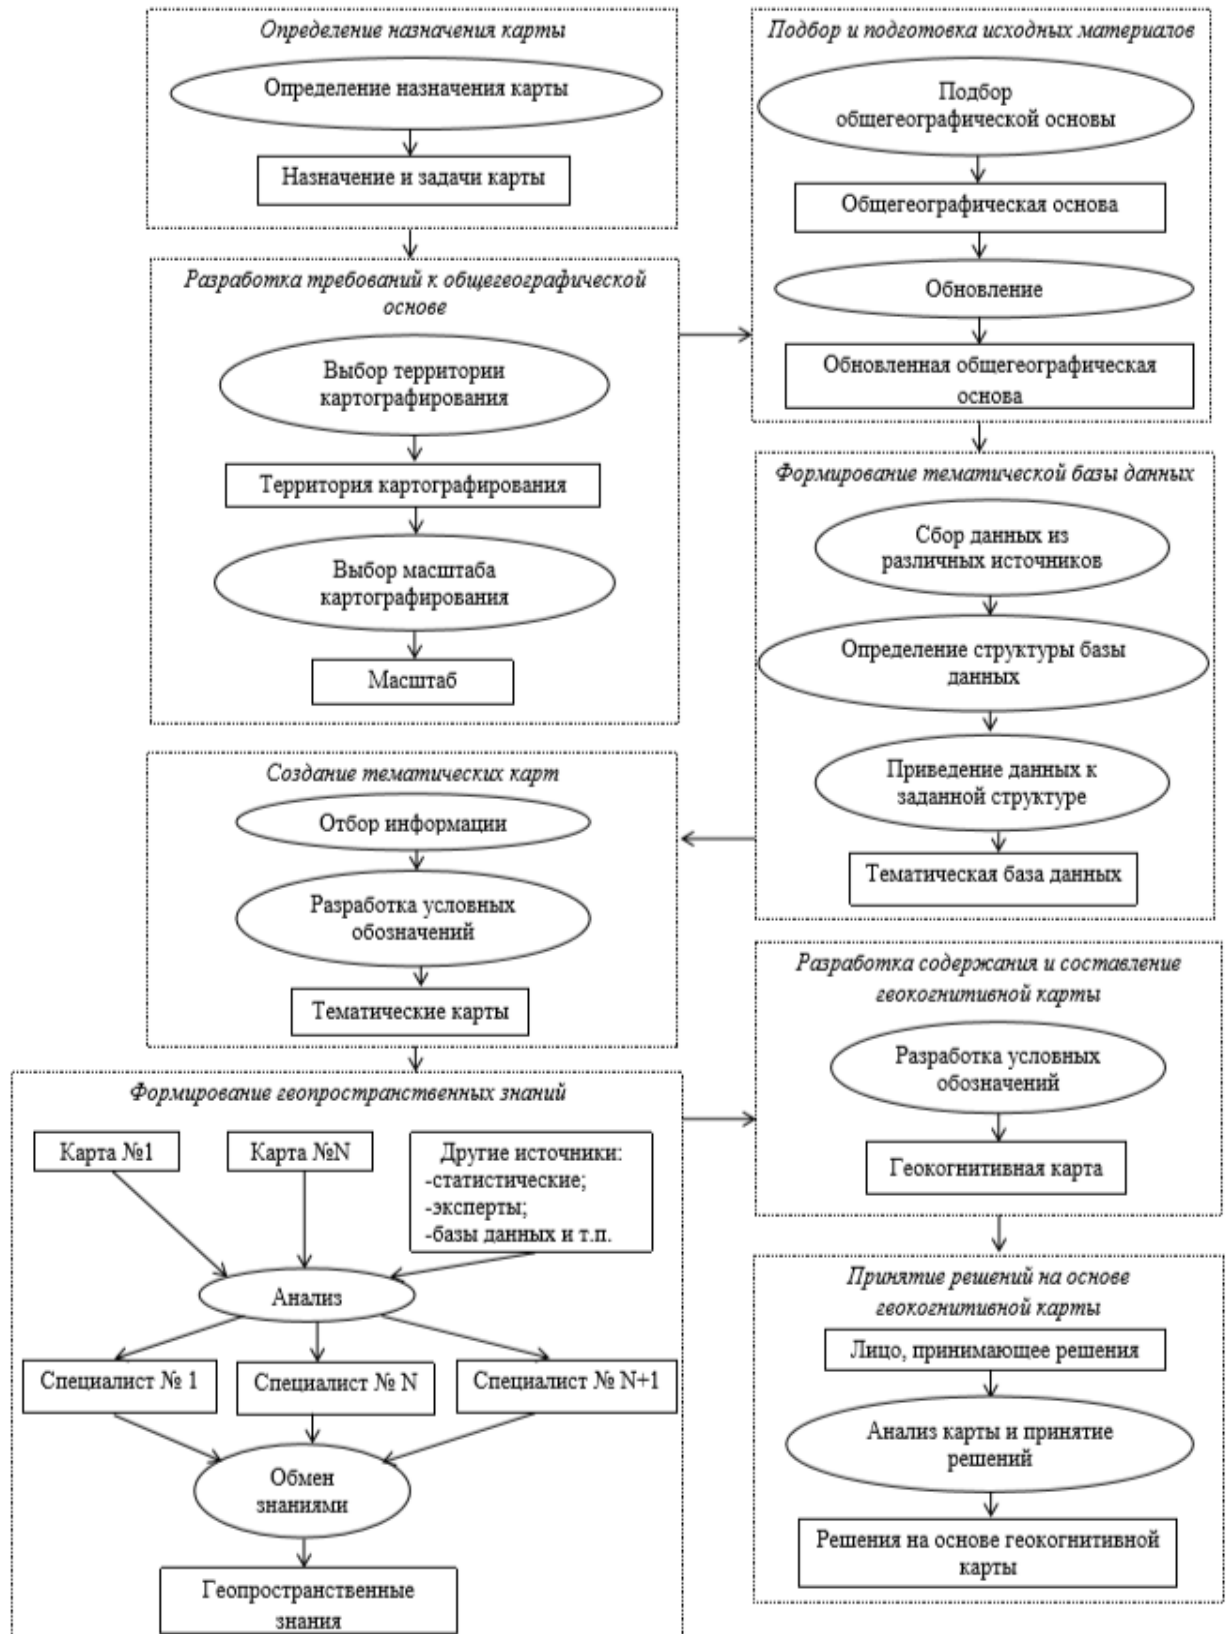 Определение назначения карты
Определение назначения карты
Назначение и задачи карты
Разработка требований к общегеографической
основе
Выбор территории
картографирования
Территория картографирования
Выбор масштаба
картографирования
Масштаб
Подбор и подготовка исходных материалов
Подбор
общегеографической основы
Общегеографическая основа
Обновление
Обновленная общегеографическая
основа
Формирование тематической базы данных
Сбор данных из
различных источников
Определение структуры базы
данных
Приведение данных к
заданной структуре
Тематическая база данных
Создание тематических карт
Отбор информации
Разработка условных
обозначений
Тематические карты
Формирование геопространственных знаний
Карта №1
Карта №N
Другие источники:
-статистические;
-эксперты;
-базы данных и т.п.
Анализ
Специалист № 1
Специалист № N
Специалист № N+1
Обмен
знаниями
Геопространственные
знания
Разработка содержания и составление
геокогнитивной карты
Разработка условных
обозначений
Геокогнитивная карта
Принятие решений на основе
геокогнитивной карты
Лицо, принимающее решения
Анализ карты и принятие
решений
Решения на основе геокогнитивной
карты